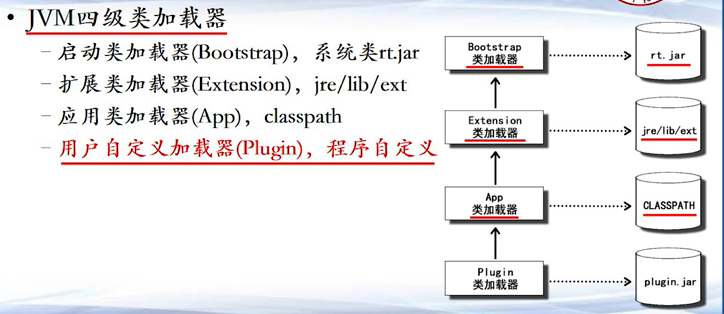 • JVM四级类加载器
– 启动类加载器(Bootstrap)，系统类rt.jar
– 扩展类加载器(Extension)，jre/lib/ext
– 应用类加载器(App)，classpath
– 用户自定义加载器(Plugin)，程序自定义
Bootstrap
类加载器
rt.jar
Extension
类加载器
jre/lib/ext
App
类加载器
CLASSPATH
Plugin
类加载器
plugin.jar